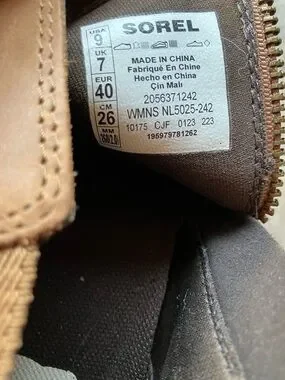 USA
9
UK
7
EUR
40
CM
26
MM
SOREL
MADE IN CHINA
Fabriqué En Chine
Hecho en China
Çin Malı
2056371242
WMNS NL5025-242
10175 CJF 0123 223
195979781262